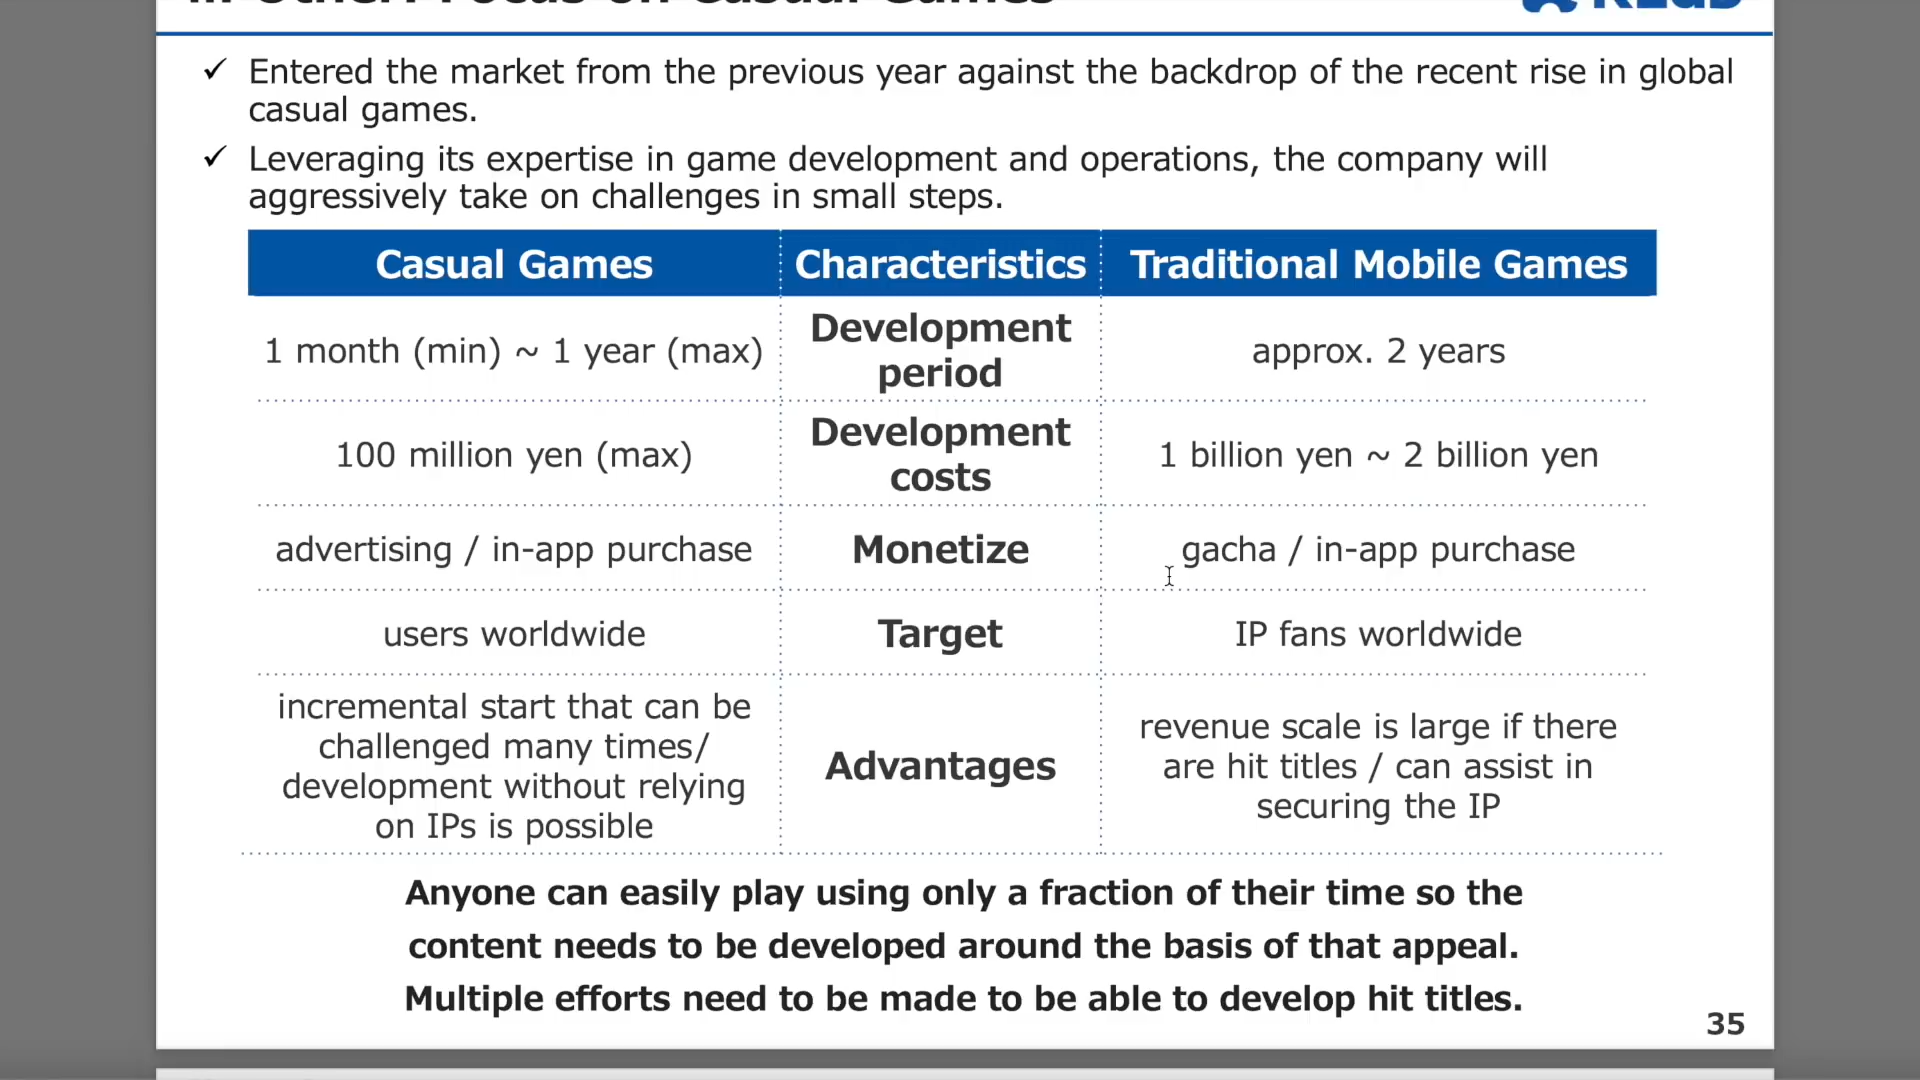 Other: Focus on Casual Games
KLab
✓ Entered the market from the previous year against the backdrop of the recent rise in global
casual games.
✓ Leveraging its expertise in game development and operations, the company will
aggressively take on challenges in small steps.
Casual Games Characteristics Traditional Mobile Games
1 month (min) ~ 1 year (max) Development period approx. 2 years
100 million yen (max) Development costs 1 billion yen ~ 2 billion yen
advertising / in-app purchase Monetize gacha / in-app purchase
users worldwide Target IP fans worldwide
incremental start that can be
challenged many times/
development without relying
on IPs is possible
Advantages
revenue scale is large if there
are hit titles / can assist in
securing the IP
Anyone can easily play using only a fraction of their time so the
content needs to be developed around the basis of that appeal.
Multiple efforts need to be made to be able to develop hit titles.
35